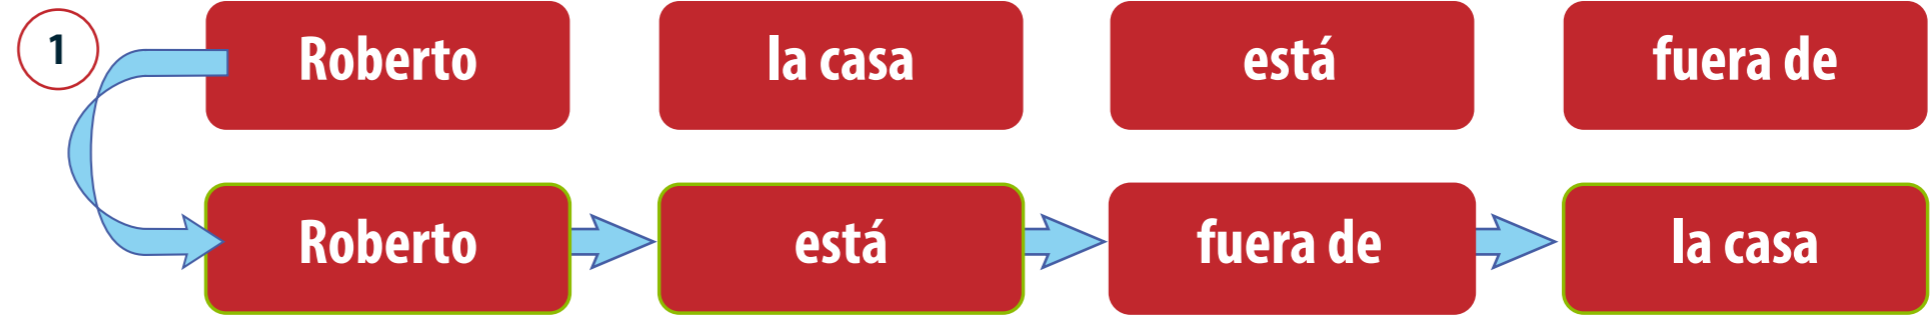 1 Roberto la casa está fuera de
Roberto está fuera de la casa